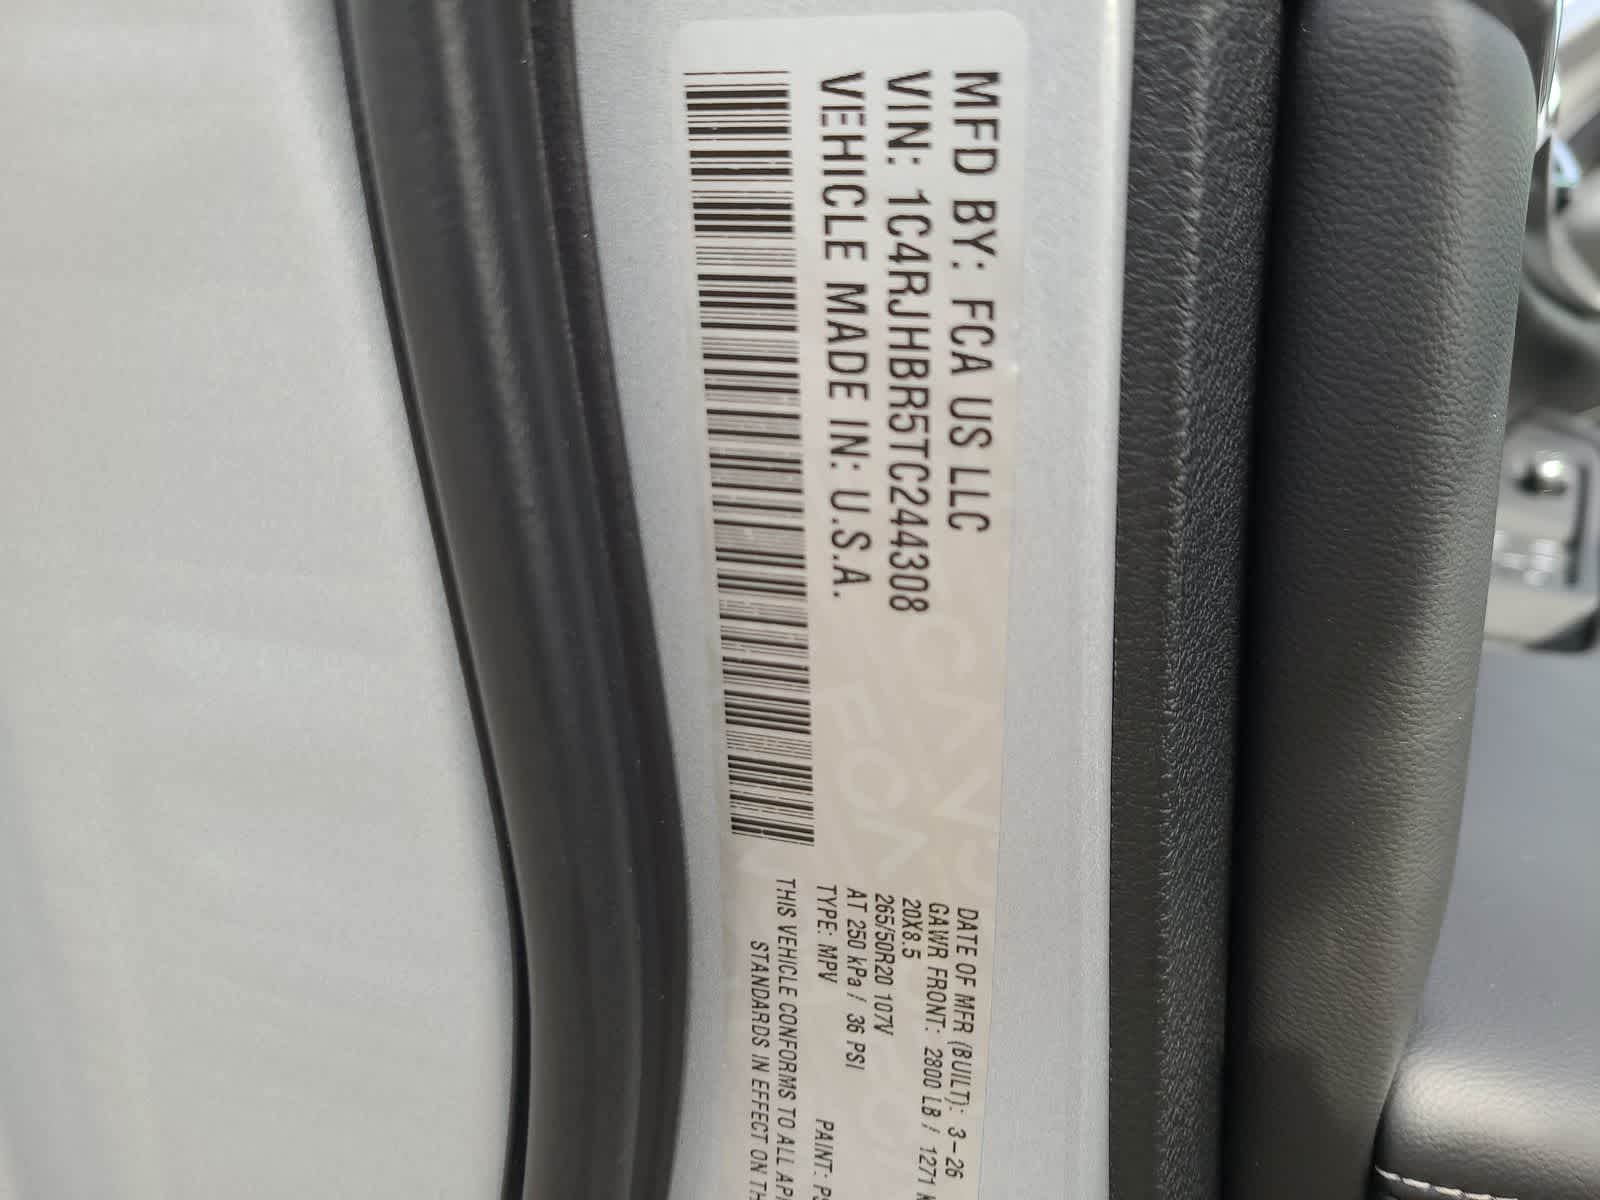 MFD BY: FCA US LLC
VIN: 1C4RJHBR5TC244308
VEHICLE MADE IN: U.S.A.
DATE OF MFR (BUILT): 3-26
GAWR FRONT: 2800 LB / 1271
20X8.5
265/50R20 107V
AT 250 kPa / 36 PSI
TYPE: MPV PAINT:
THIS VEHICLE CONFORMS TO ALL
STANDARDS IN EFFECT ON
FCA